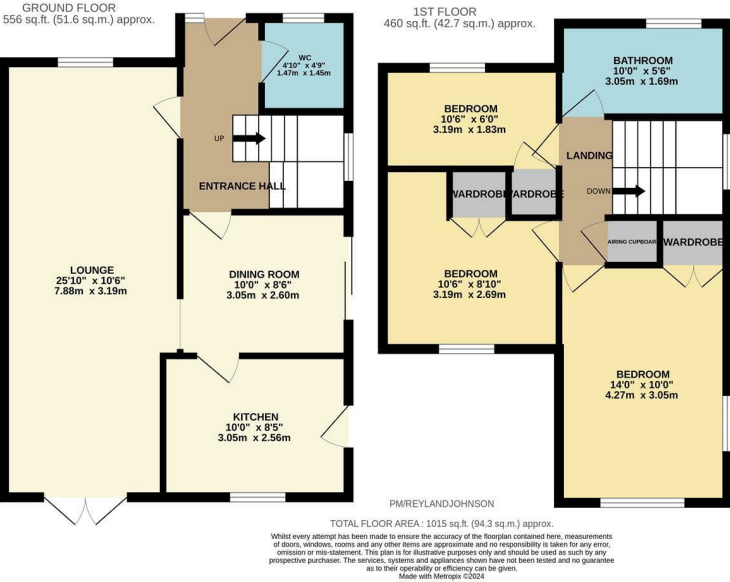 GROUND FLOOR
556 sq.ft. (51.6 sq.m.) approx.
WC
4'10" x 4'9"
1.47m x 1.45m
UP
ENTRANCE HALL
LOUNGE
25'10" x 10'6"
7.88m x 3.19m
DINING ROOM
10'0" x 8'6"
3.05m x 2.60m
KITCHEN
10'0" x 8'5"
3.05m x 2.56m
1ST FLOOR
460 sq.ft. (42.7 sq.m.) approx.
BATHROOM
10'0" x 5'6"
3.05m x 1.69m
BEDROOM
10'6" x 6'0"
3.19m x 1.83m
LANDING
DOWN
WARDROBE
WARDROBE
AIRING CUPBOARD
WARDROBE
BEDROOM
10'6" x 8'10"
3.19m x 2.69m
BEDROOM
14'0" x 10'0"
4.27m x 3.05m
PM/REYLANDJOHNSON
TOTAL FLOOR AREA : 1015 sq.ft. (94.3 sq.m.) approx.
Whilst every attempt has been made to ensure the accuracy of the floorplan contained here, measurements
of doors, windows, rooms and any other items are approximate and no responsibility is taken for any error,
omission or mis-statement. This plan is for illustrative purposes only and should be used as such by any
prospective purchaser. The services, systems and appliances shown have not been tested and no guarantee
as to their operability or efficiency can be given.
Made with Metropix ©2024